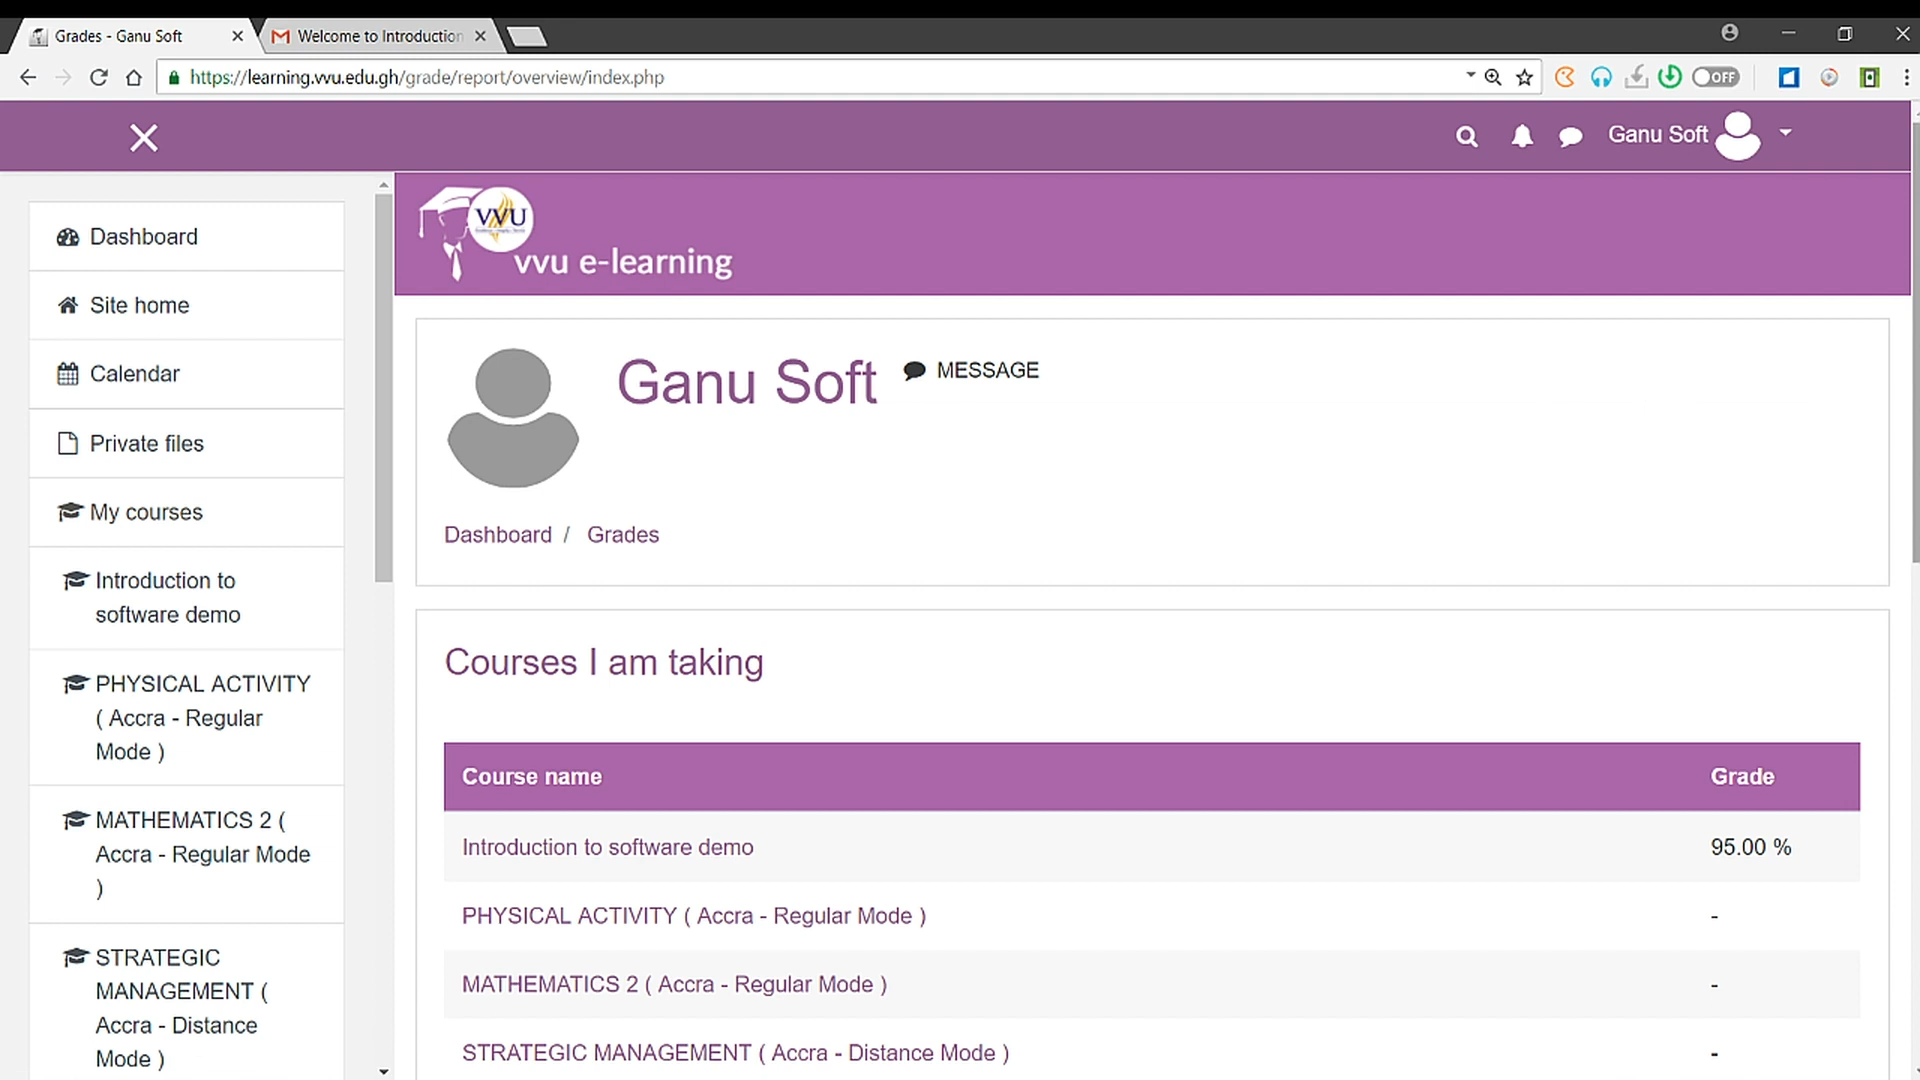 Grades - Ganu Soft
Welcome to Introduction
https://learning.vvu.edu.gh/grade/report/overview/index.php
OFF
Ganu Soft
Dashboard
Site home
Calendar
Private files
My courses
Introduction to
software demo
PHYSICAL ACTIVITY
( Accra - Regular
Mode )
MATHEMATICS 2 (
Accra - Regular Mode
)
STRATEGIC
MANAGEMENT (
Accra - Distance
Mode )
VVU
vvu e-learning
Ganu Soft
MESSAGE
Dashboard / Grades
Courses I am taking
Course name Grade
Introduction to software demo 95.00 %
PHYSICAL ACTIVITY ( Accra - Regular Mode ) -
MATHEMATICS 2 ( Accra - Regular Mode ) -
STRATEGIC MANAGEMENT ( Accra - Distance Mode ) -